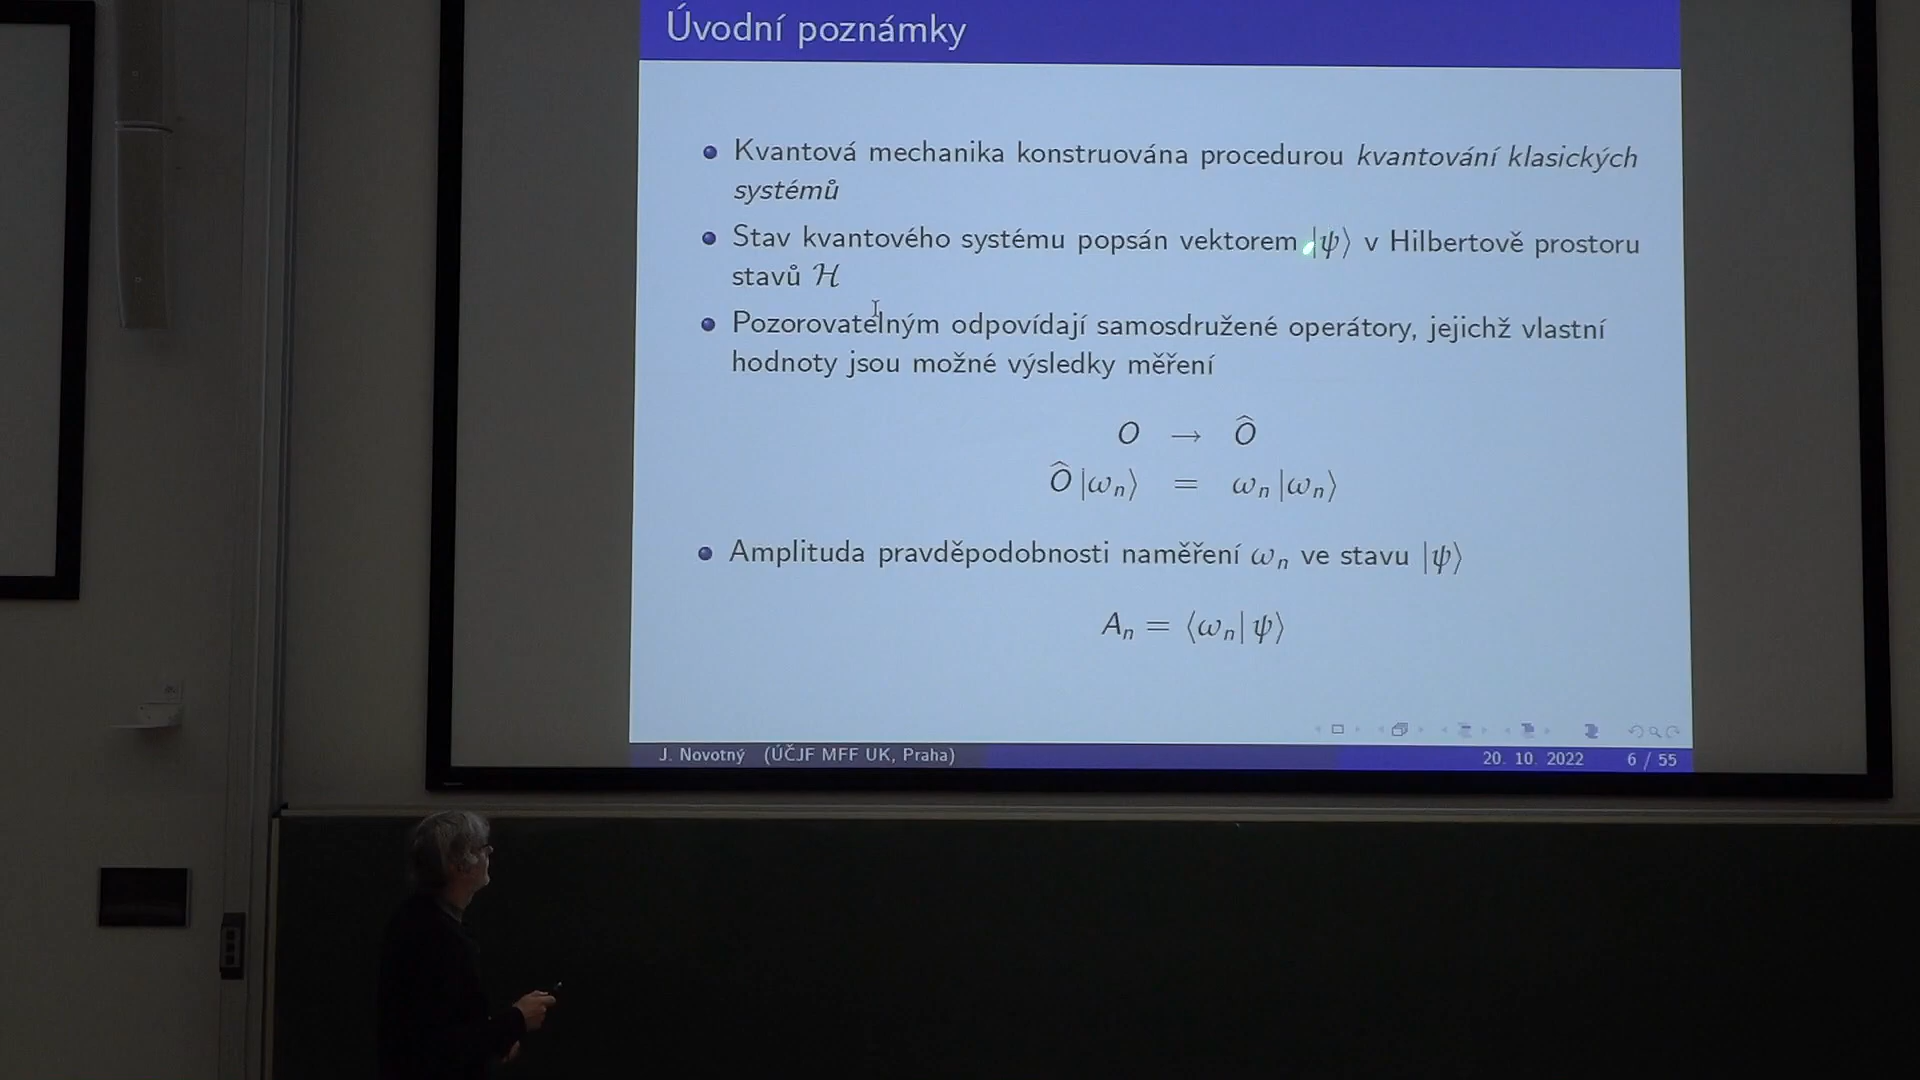 Úvodní poznámky
Kvantová mechanika konstruována procedurou kvantování klasických
systémů
Stav kvantového systému popsán vektorem |ψ⟩ v Hilbertově prostoru
stavů ℋ
Pozorovatelným odpovídají samosdružené operátory, jejichž vlastní
hodnoty jsou možné výsledky měření
O → Ô
Ô |ωₙ⟩ = ωₙ |ωₙ⟩
Amplituda pravděpodobnosti naměření ωₙ ve stavu |ψ⟩
Aₙ = ⟨ωₙ| ψ⟩
J. Novotný (ÚČJF MFF UK, Praha) 20. 10. 2022 6 / 55